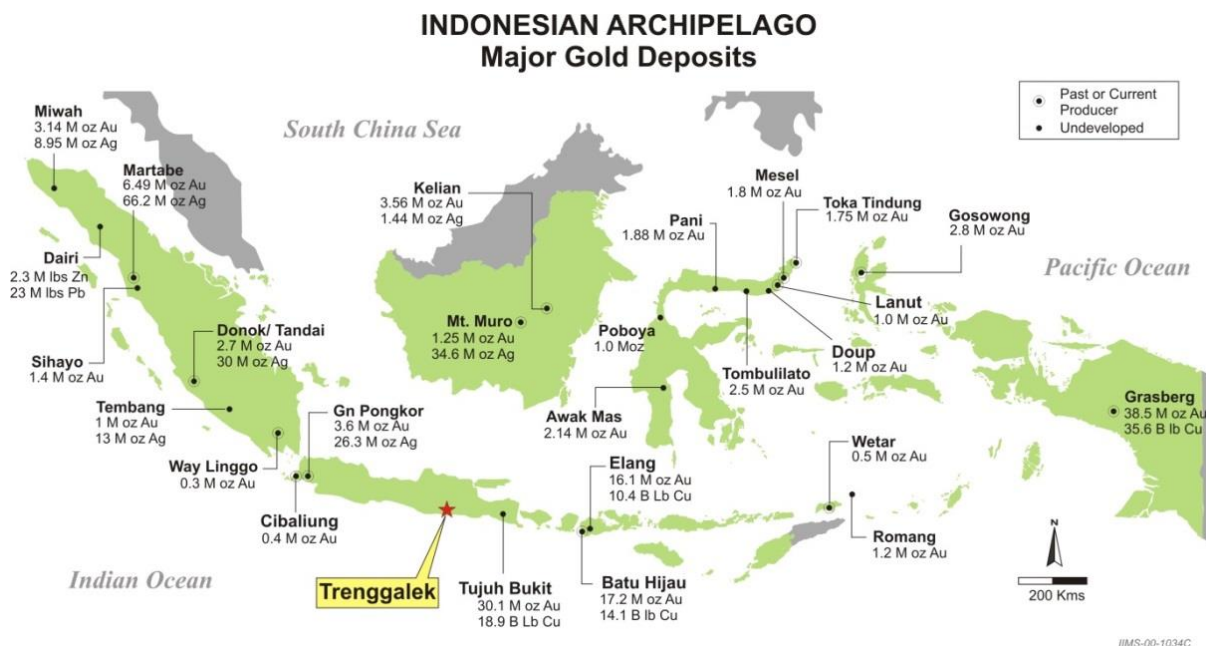 INDONESIAN ARCHIPELAGO
Major Gold Deposits
Past or Current
Producer
Undeveloped
South China Sea
Pacific Ocean
Indian Ocean
Miwah
3.14 M oz Au
8.95 M oz Ag
Martabe
6.49 M oz Au
66.2 M oz Ag
Dairi
2.3 M lbs Zn
23 M lbs Pb
Sihayo
1.4 M oz Au
Donok/ Tandai
2.7 M oz Au
30 M oz Ag
Tembang
1 M oz Au
13 M oz Ag
Way Linggo
0.3 M oz Au
Gn Pongkor
3.6 M oz Au
26.3 M oz Ag
Cibaliung
0.4 M oz Au
Trenggalek
Tujuh Bukit
30.1 M oz Au
18.9 B Lb Cu
Kelian
3.56 M oz Au
1.44 M oz Ag
Mt. Muro
1.25 M oz Au
34.6 M oz Ag
Pani
1.88 M oz Au
Mesel
1.8 M oz Au
Toka Tindung
1.75 M oz Au
Gosowong
2.8 M oz Au
Lanut
1.0 M oz Au
Doup
1.2 M oz Au
Tombulilato
2.5 M oz Au
Poboya
1.0 Moz
Awak Mas
2.14 M oz Au
Elang
16.1 M oz Au
10.4 B Lb Cu
Batu Hijau
17.2 M oz Au
14.1 B lb Cu
Wetar
0.5 M oz Au
Romang
1.2 M oz Au
Grasberg
38.5 M oz Au
35.6 B lb Cu
N
200 Kms
IIMS-00-1034C